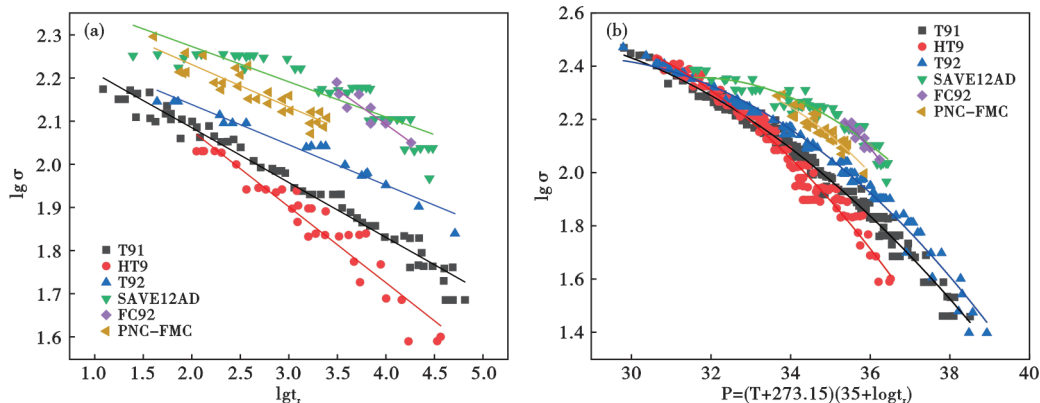 (a)
2.3
2.2
2.1
2.0
1.9
1.8
1.7
1.6
lg σ
T91
HT9
T92
SAVE12AD
FC92
PNC-FMC
1.0 1.5 2.0 2.5 3.0 3.5 4.0 4.5 5.0
lgtᵣ
(b)
2.6
2.4
2.2
2.0
1.8
1.6
1.4
lg σ
T91
HT9
T92
SAVE12AD
FC92
PNC-FMC
30 32 34 36 38 40
P=(T+273.15)(35+logtᵣ)